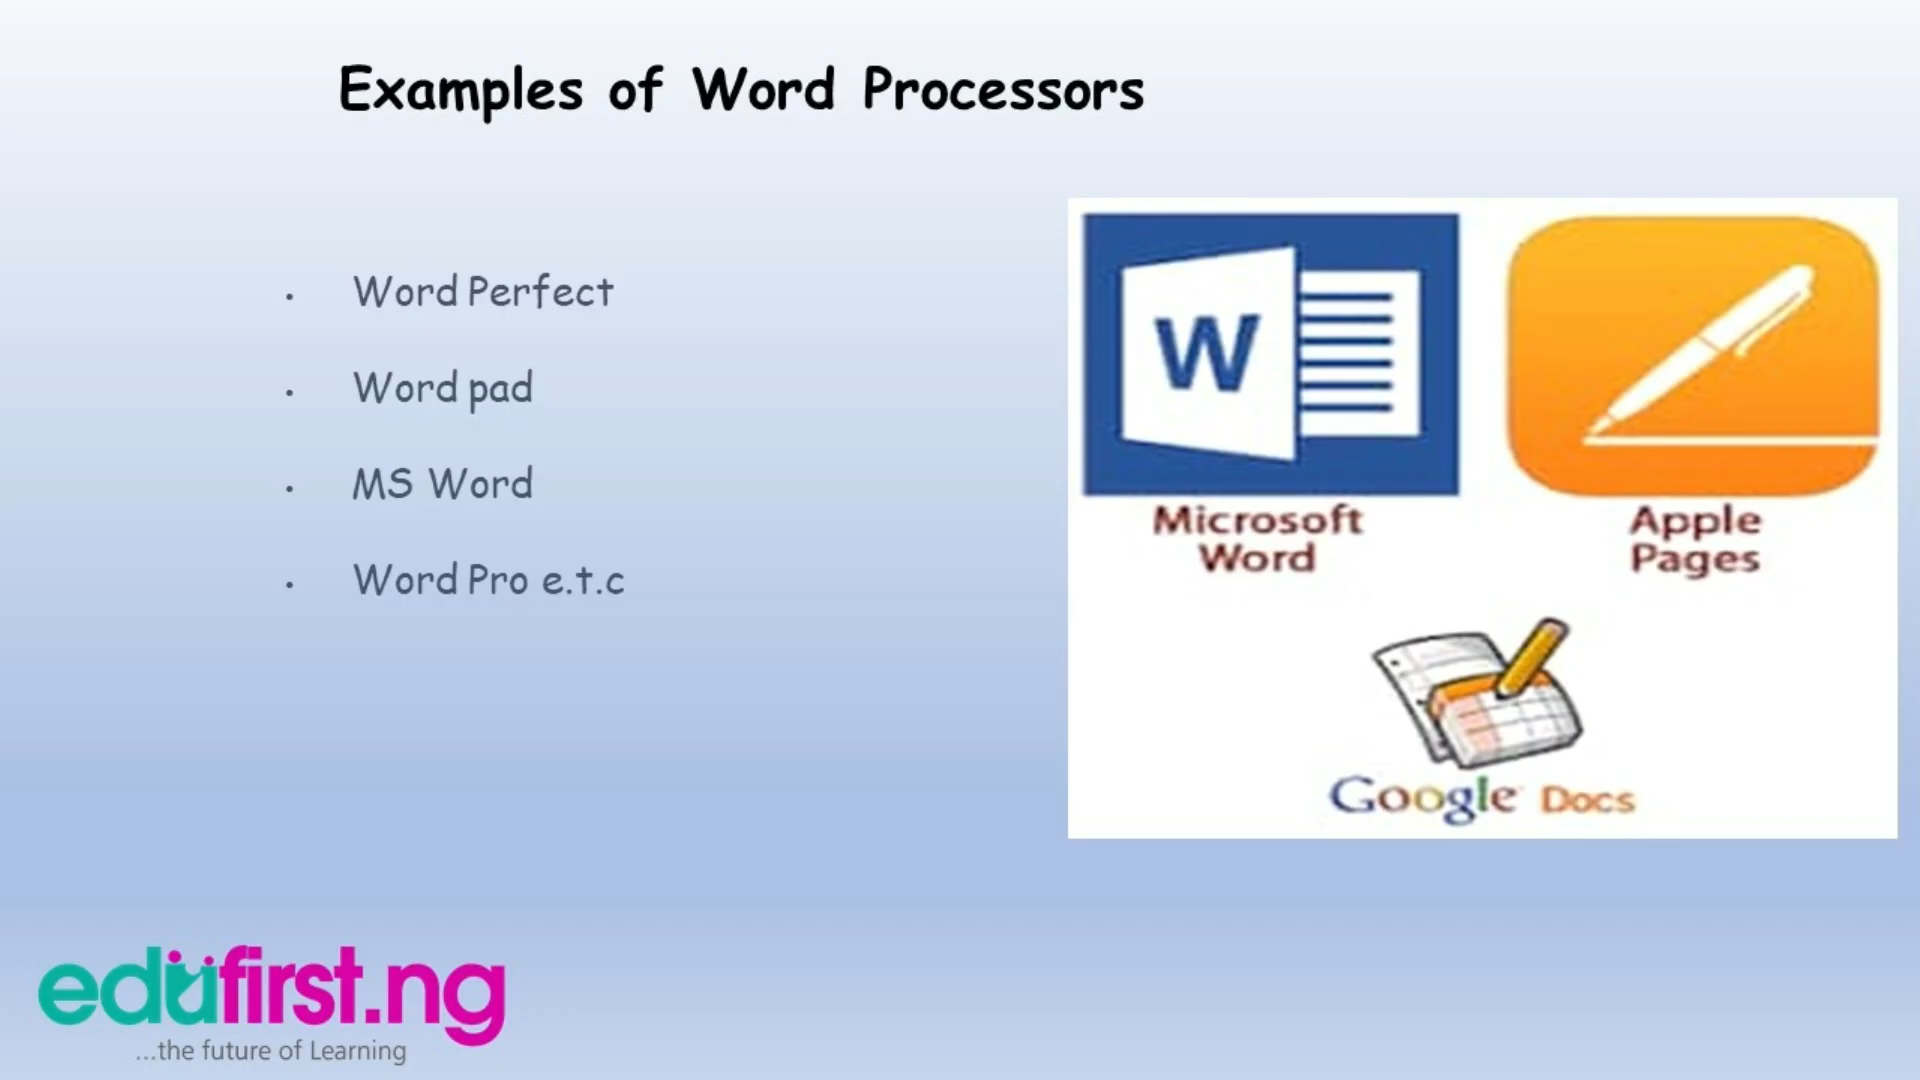 Examples of Word Processors
• Word Perfect
• Word pad
• MS Word
• Word Pro e.t.c
W
Microsoft
Word
Apple
Pages
Google Docs
edufirst.ng
...the future of Learning